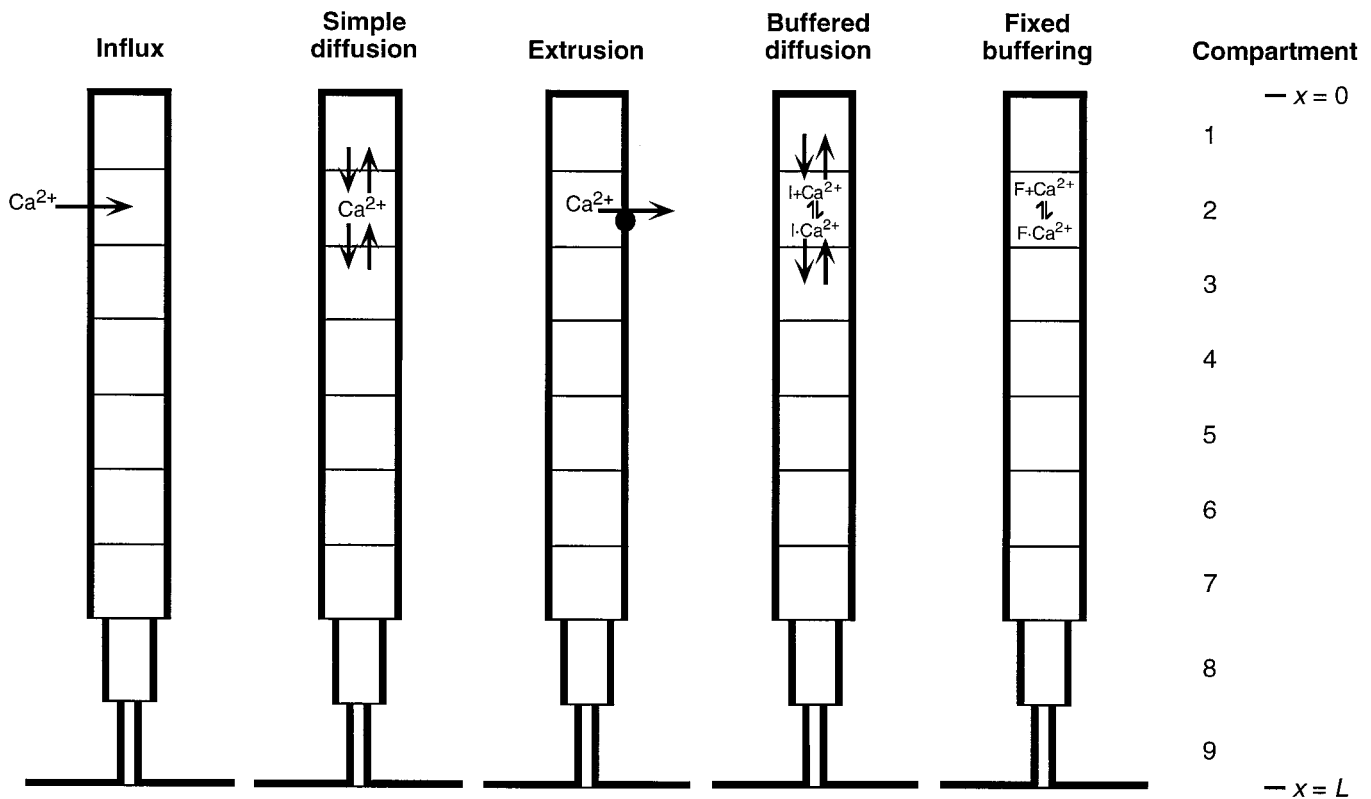 Influx
Simple
diffusion
Extrusion
Buffered
diffusion
Fixed
buffering
Compartment
x = 0
1
Ca2+
Ca2+
Ca2+
I+Ca2+
I·Ca2+
F+Ca2+
F·Ca2+
2
3
4
5
6
7
8
9
x = L